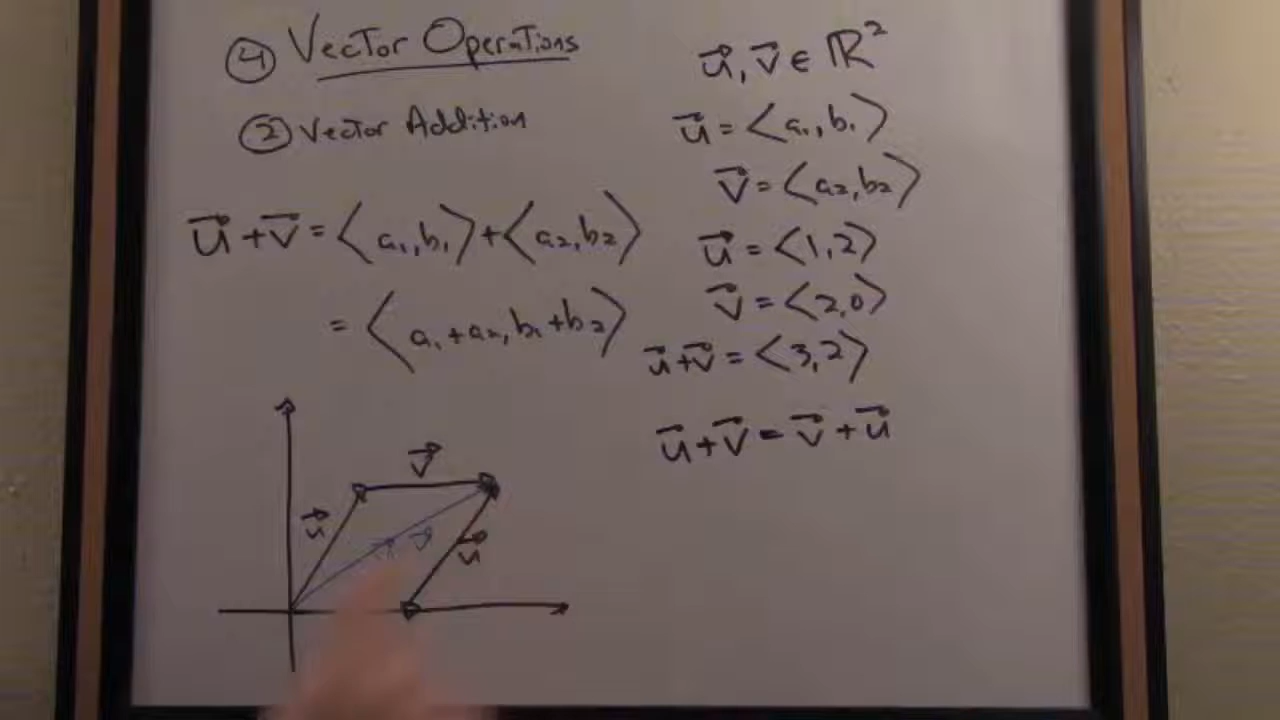 ④ Vector Operations
② Vector Addition
u⃗ + v⃗ = ⟨a₁, b₁⟩ + ⟨a₂, b₂⟩
= ⟨a₁ + a₂, b₁ + b₂⟩
u⃗, v⃗ ∈ ℝ²
u⃗ = ⟨a₁, b₁⟩
v⃗ = ⟨a₂, b₂⟩
u⃗ = ⟨1, 2⟩
v⃗ = ⟨2, 0⟩
u⃗ + v⃗ = ⟨3, 2⟩
u⃗ + v⃗ = v⃗ + u⃗
v⃗
u⃗
u⃗